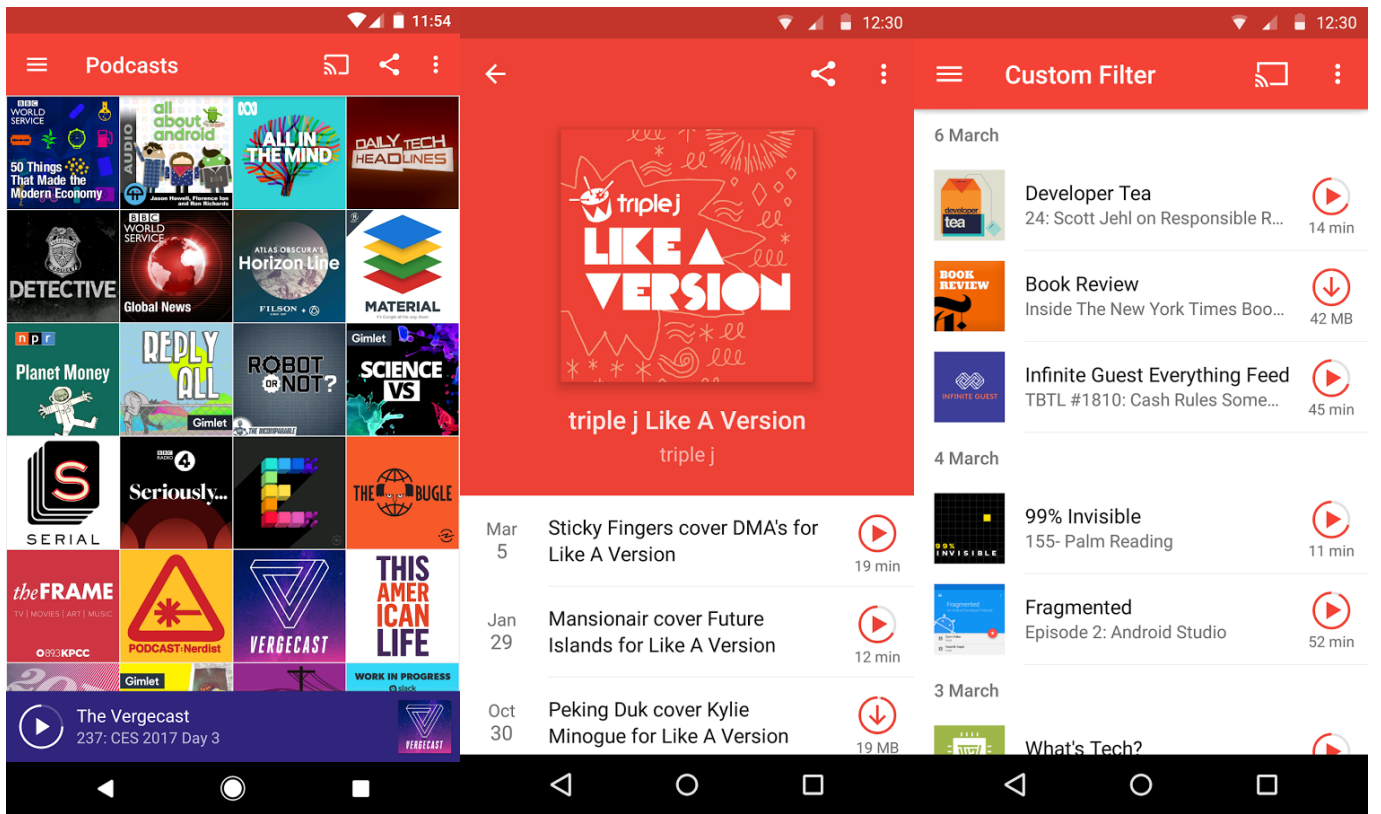 11:54
Podcasts
BBC
WORLD
SERVICE
50 Things
That Made the
Modern Economy
all
about
android
AUDIO
Jason Howell, Florence Ion
and Ron Richards
ALL IN
THE MIND
DAILY TECH
HEADLINES
DETECTIVE
BBC
WORLD
SERVICE
Global News
ATLAS OBSCURA'S
Horizon Line
FILSON +
MATERIAL
It's Google all the way down!
npr
Planet Money
REPLY
ALL
Gimlet
ROBOT
OR NOT?
THE INCOMPARABLE
Gimlet
SCIENCE
VS
S
SERIAL
BBC
RADIO 4
Seriously...
E
THE BUGLE
the FRAME
TV | MOVIES | ART | MUSIC
89.3 KPCC
PODCAST: Nerdist
VERGECAST
THIS
AMER
ICAN
LIFE
Gimlet
WORK IN PROGRESS
slack
The Vergecast
237: CES 2017 Day 3
VERGECAST
12:30
triple j
LIKE A
VERSION
triple j Like A Version
triple j
Mar
5
Sticky Fingers cover DMA's for
Like A Version
19 min
Jan
29
Mansionair cover Future
Islands for Like A Version
12 min
Oct
30
Peking Duk cover Kylie
Minogue for Like A Version
19 MB
12:30
Custom Filter
6 March
developer
tea
Developer Tea
24: Scott Jehl on Responsible R...
14 min
BOOK
REVIEW
Book Review
Inside The New York Times Boo...
42 MB
INFINITE GUEST
Infinite Guest Everything Feed
TBTL #1810: Cash Rules Some...
45 min
4 March
99%
INVISIBLE
99% Invisible
155- Palm Reading
11 min
Fragmented
Fragmented
Episode 2: Android Studio
52 min
3 March
What's Tech?